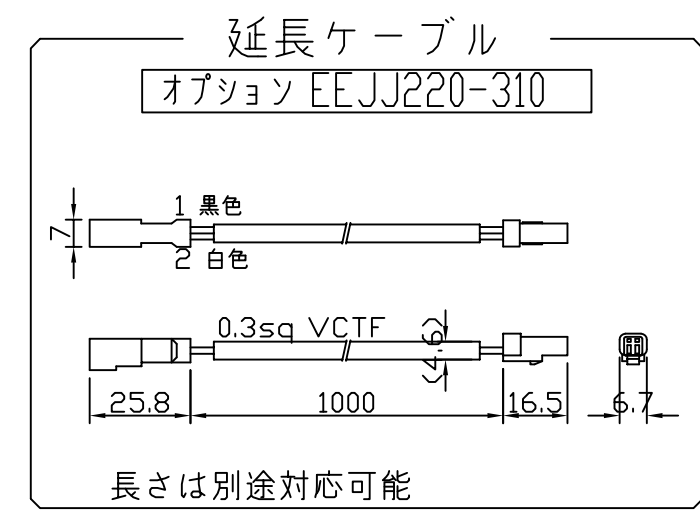 延長ケーブル
オプション EEJJ220-310
1 黒色
7
2 白色
0.3sq VCTF
(4.6)
25.8
1000
16.5
6.7
長さは別途対応可能